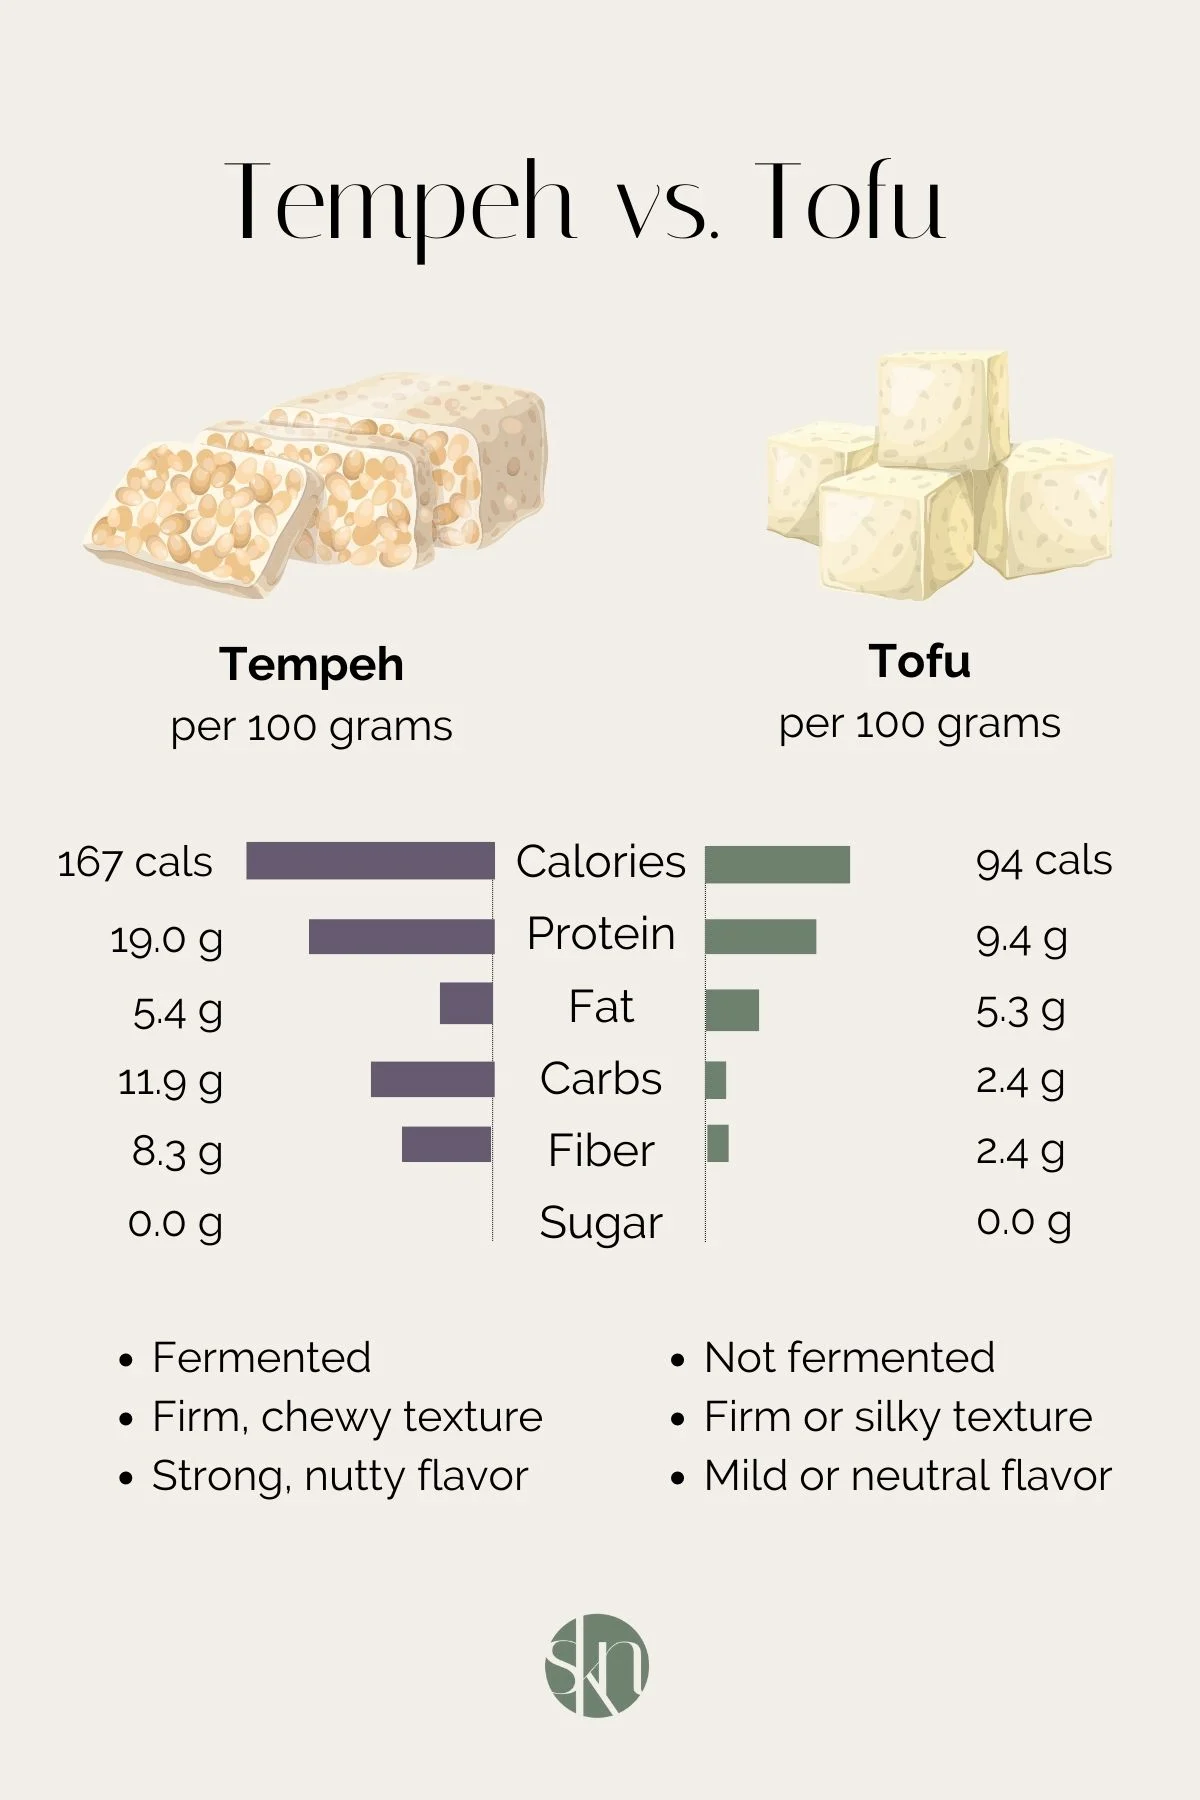 Tempeh vs. Tofu
Tempeh
per 100 grams
Tofu
per 100 grams
167 cals Calories 94 cals
19.0 g Protein 9.4 g
5.4 g Fat 5.3 g
11.9 g Carbs 2.4 g
8.3 g Fiber 2.4 g
0.0 g Sugar 0.0 g
• Fermented
• Firm, chewy texture
• Strong, nutty flavor
• Not fermented
• Firm or silky texture
• Mild or neutral flavor
skn